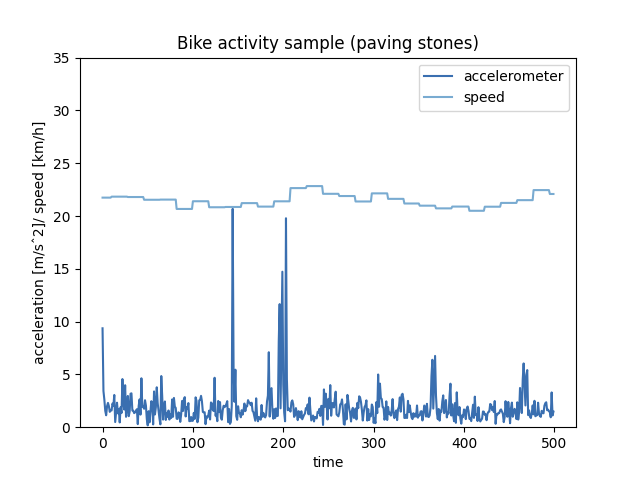 Bike activity sample (paving stones)
accelerometer
speed
acceleration [m/s^2]/ speed [km/h]
35
30
25
20
15
10
5
0
0 100 200 300 400 500
time